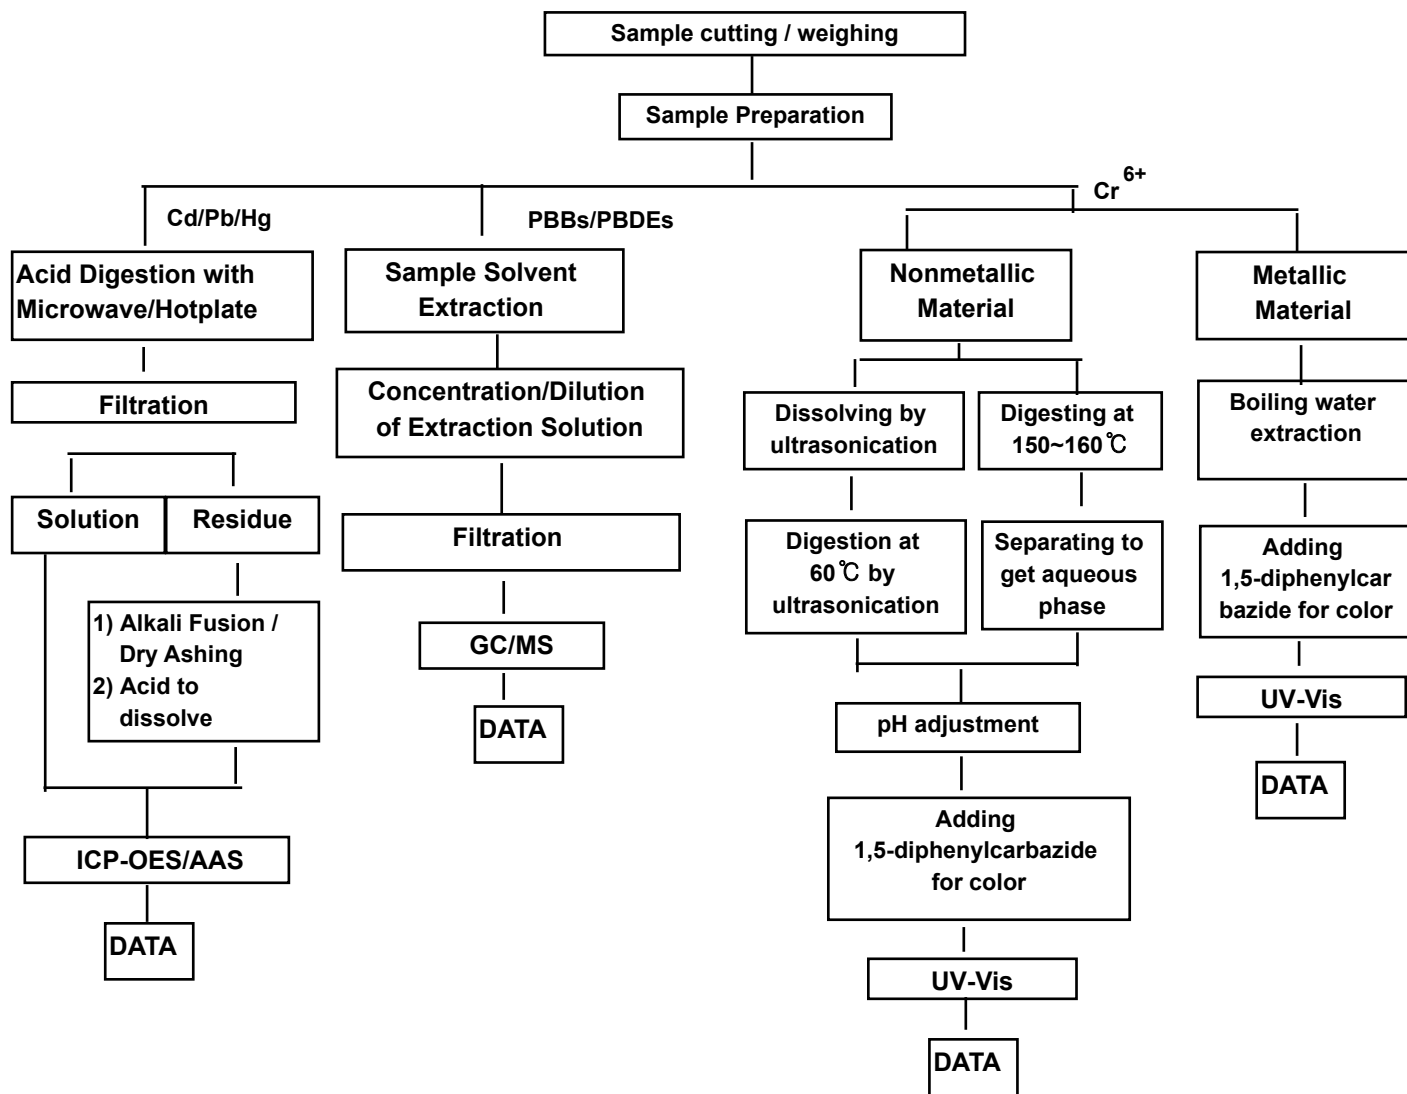 Sample cutting / weighing
Sample Preparation
Cd/Pb/Hg
Acid Digestion with
Microwave/Hotplate
Filtration
Solution
Residue
1) Alkali Fusion /
Dry Ashing
2) Acid to
dissolve
ICP-OES/AAS
DATA
PBBs/PBDEs
Sample Solvent
Extraction
Concentration/Dilution
of Extraction Solution
Filtration
GC/MS
DATA
Cr 6+
Nonmetallic
Material
Dissolving by
ultrasonication
Digestion at
60℃ by
ultrasonication
Digesting at
150~160℃
Separating to
get aqueous
phase
pH adjustment
Adding
1,5-diphenylcarbazide
for color
UV-Vis
DATA
Metallic
Material
Boiling water
extraction
Adding
1,5-diphenylcar
bazide for color
UV-Vis
DATA